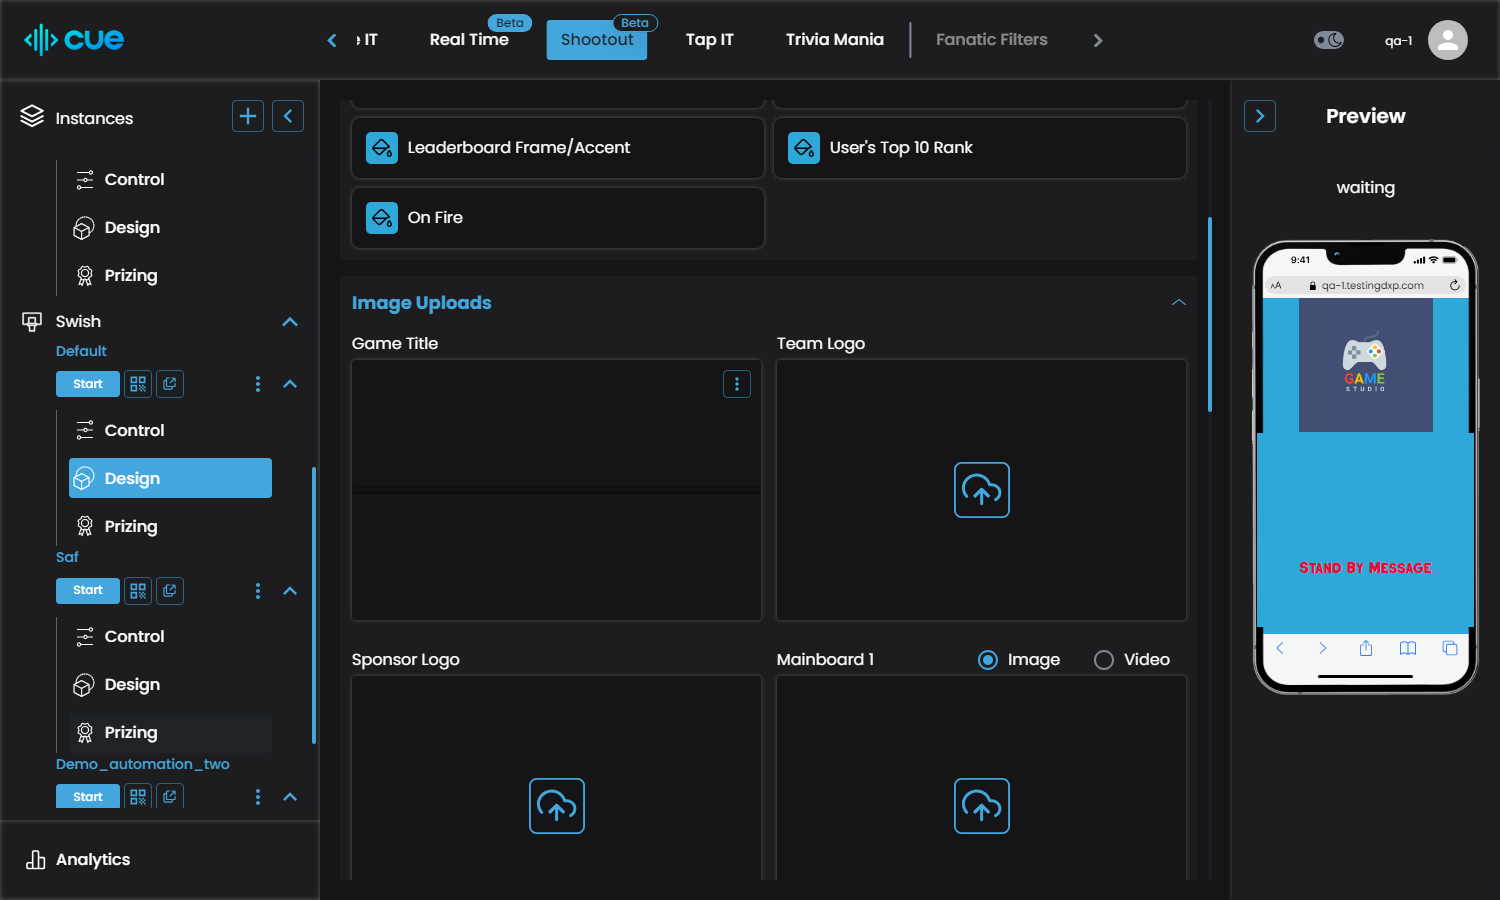 cue
IT
Real Time
Beta
Shootout
Beta
Tap IT
Trivia Mania
Fanatic Filters
qa-1
Instances
Control
Design
Prizing
Swish
Default
Start
Control
Design
Prizing
Saf
Start
Control
Design
Prizing
Demo_automation_two
Start
Analytics
Leaderboard Frame/Accent
User's Top 10 Rank
On Fire
Image Uploads
Game Title
Team Logo
Sponsor Logo
Mainboard 1
Image
Video
Preview
waiting
9:41
AA
qa-1.testingdxp.com
GAME
STUDIO
Stand By Message